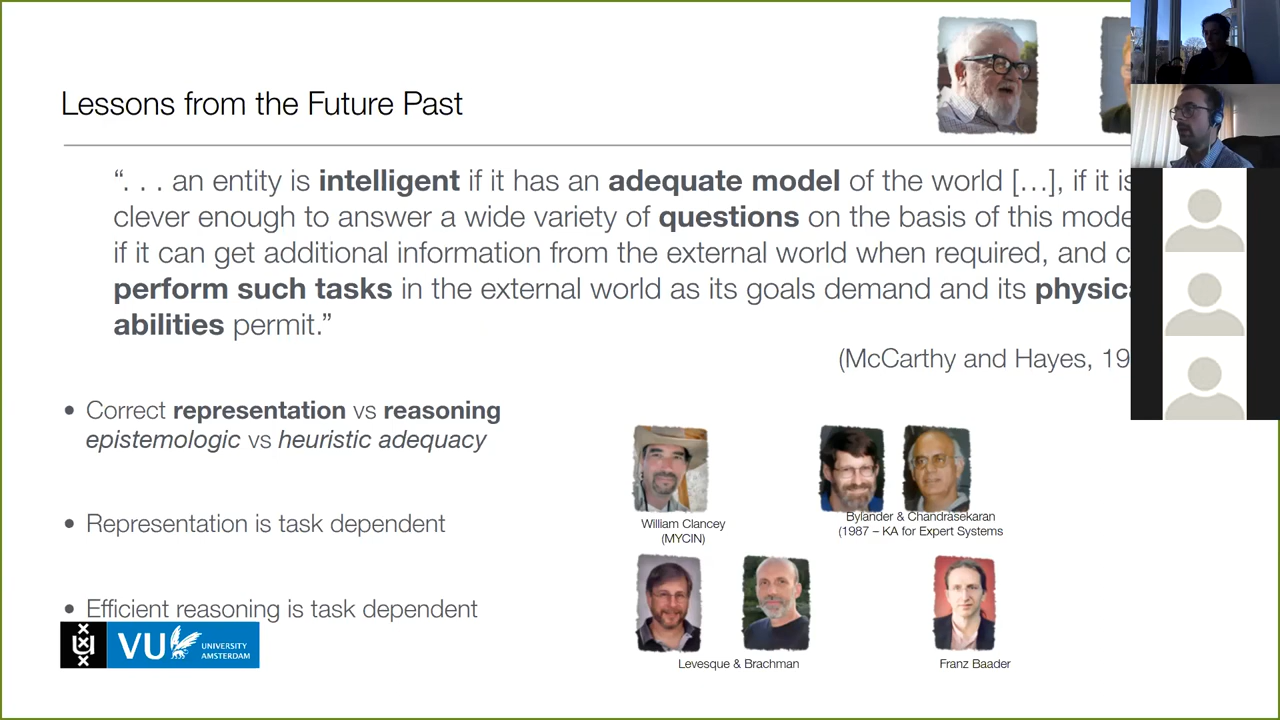 Lessons from the Future Past
“. . . an entity is intelligent if it has an adequate model of the world […], if it is
clever enough to answer a wide variety of questions on the basis of this mode
if it can get additional information from the external world when required, and c
perform such tasks in the external world as its goals demand and its physica
abilities permit.”
(McCarthy and Hayes, 19
• Correct representation vs reasoning
epistemologic vs heuristic adequacy
• Representation is task dependent
• Efficient reasoning is task dependent
William Clancey
(MYCIN)
Bylander & Chandrasekaran
(1987 – KA for Expert Systems
Levesque & Brachman
Franz Baader
VU UNIVERSITY
AMSTERDAM